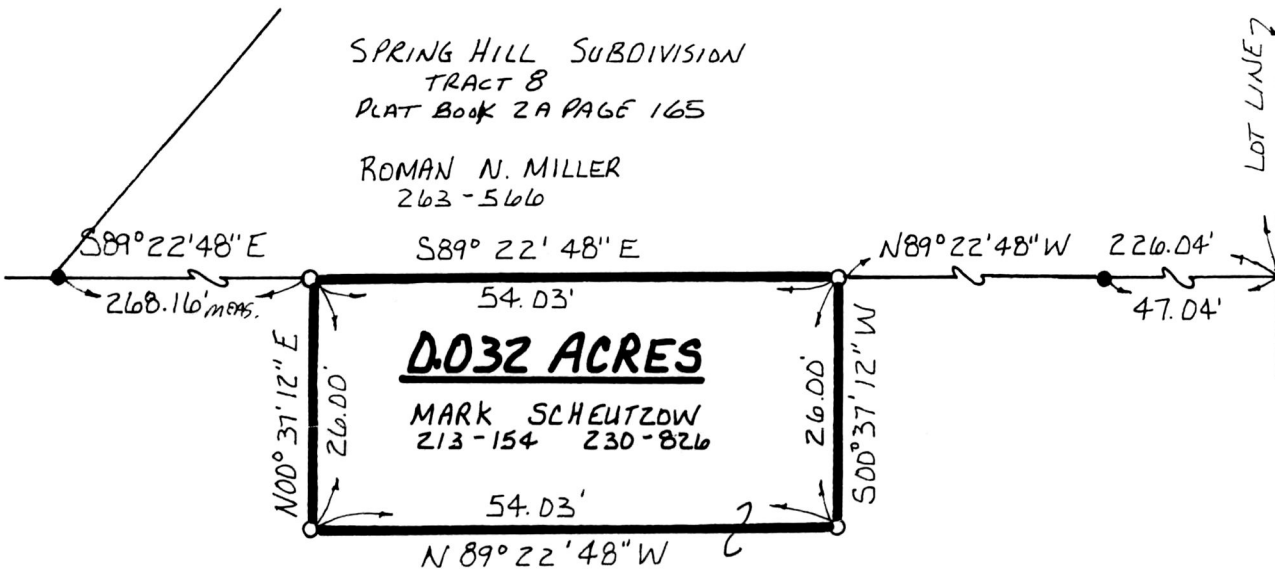 SPRING HILL SUBDIVISION
TRACT 8
PLAT BOOK 2A PAGE 165
ROMAN N. MILLER
263-566
LOT LINE
S89° 22' 48" E
S89° 22' 48" E
N89° 22' 48" W
226.04'
268.16' MEAS.
54.03'
47.04'
N00° 37' 12" E
26.00'
0.032 ACRES
MARK SCHEUTZOW
213-154 230-826
26.00'
S00° 37' 12" W
54.03'
N 89° 22' 48" W